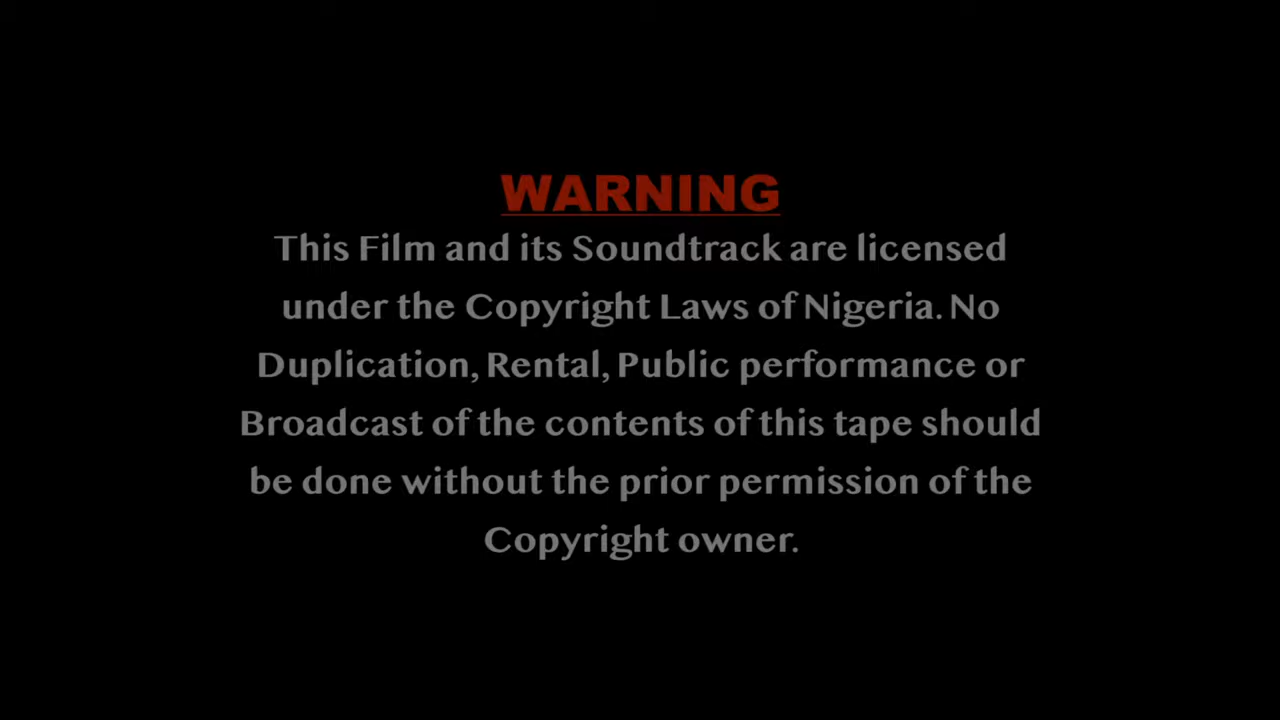 WARNING
This Film and its Soundtrack are licensed
under the Copyright Laws of Nigeria. No
Duplication, Rental, Public performance or
Broadcast of the contents of this tape should
be done without the prior permission of the
Copyright owner.